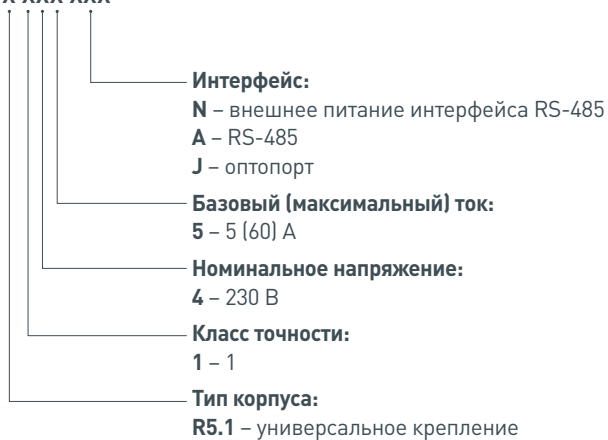 Интерфейс:
N – внешнее питание интерфейса RS-485
A – RS-485
J – оптопорт
Базовый (максимальный) ток:
5 – 5 (60) А
Номинальное напряжение:
4 – 230 В
Класс точности:
1 – 1
Тип корпуса:
R5.1 – универсальное крепление